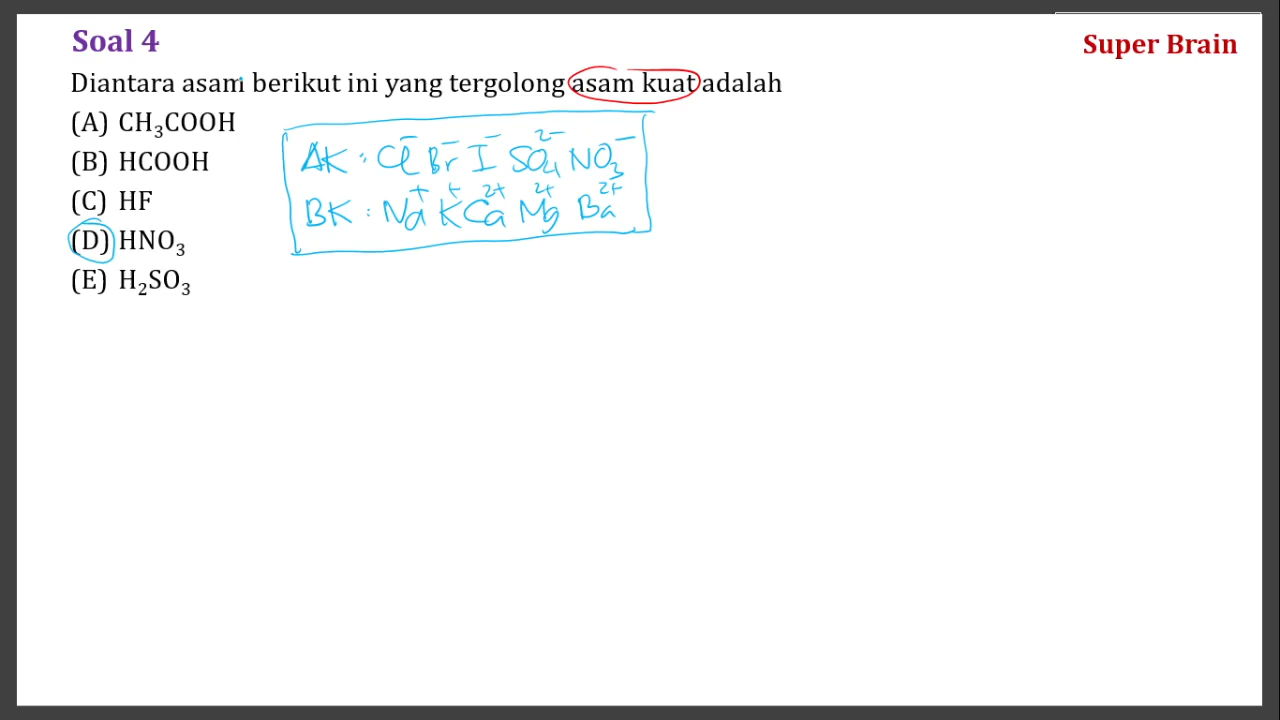 Soal 4
Super Brain
Diantara asam berikut ini yang tergolong asam kuat adalah
(A) CH₃COOH
(B) HCOOH
(C) HF
(D) HNO₃
(E) H₂SO₃
AK : Cl⁻ Br⁻ I⁻ SO₄²⁻ NO₃⁻
BK : Na⁺ K⁺ Ca²⁺ Mg²⁺ Ba²⁺